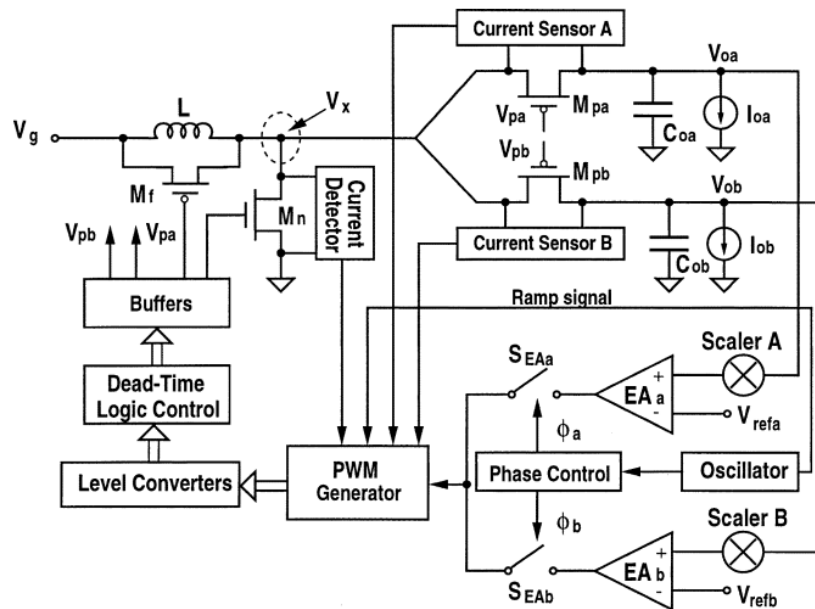 Current Sensor A
Voa
L
Vx
Vg
Mpa
Vpa
Coa
Ioa
Vpb
Mpb
Vob
Mf
Mn
Current Detector
Vpb
Vpa
Current Sensor B
Cob
Iob
Buffers
Ramp signal
Scaler A
SEAa
+
EAa
-
Vrefa
Dead-Time
Logic Control
ϕa
PWM
Generator
Phase Control
Oscillator
Level Converters
ϕb
Scaler B
SEAb
+
EAb
-
Vrefb